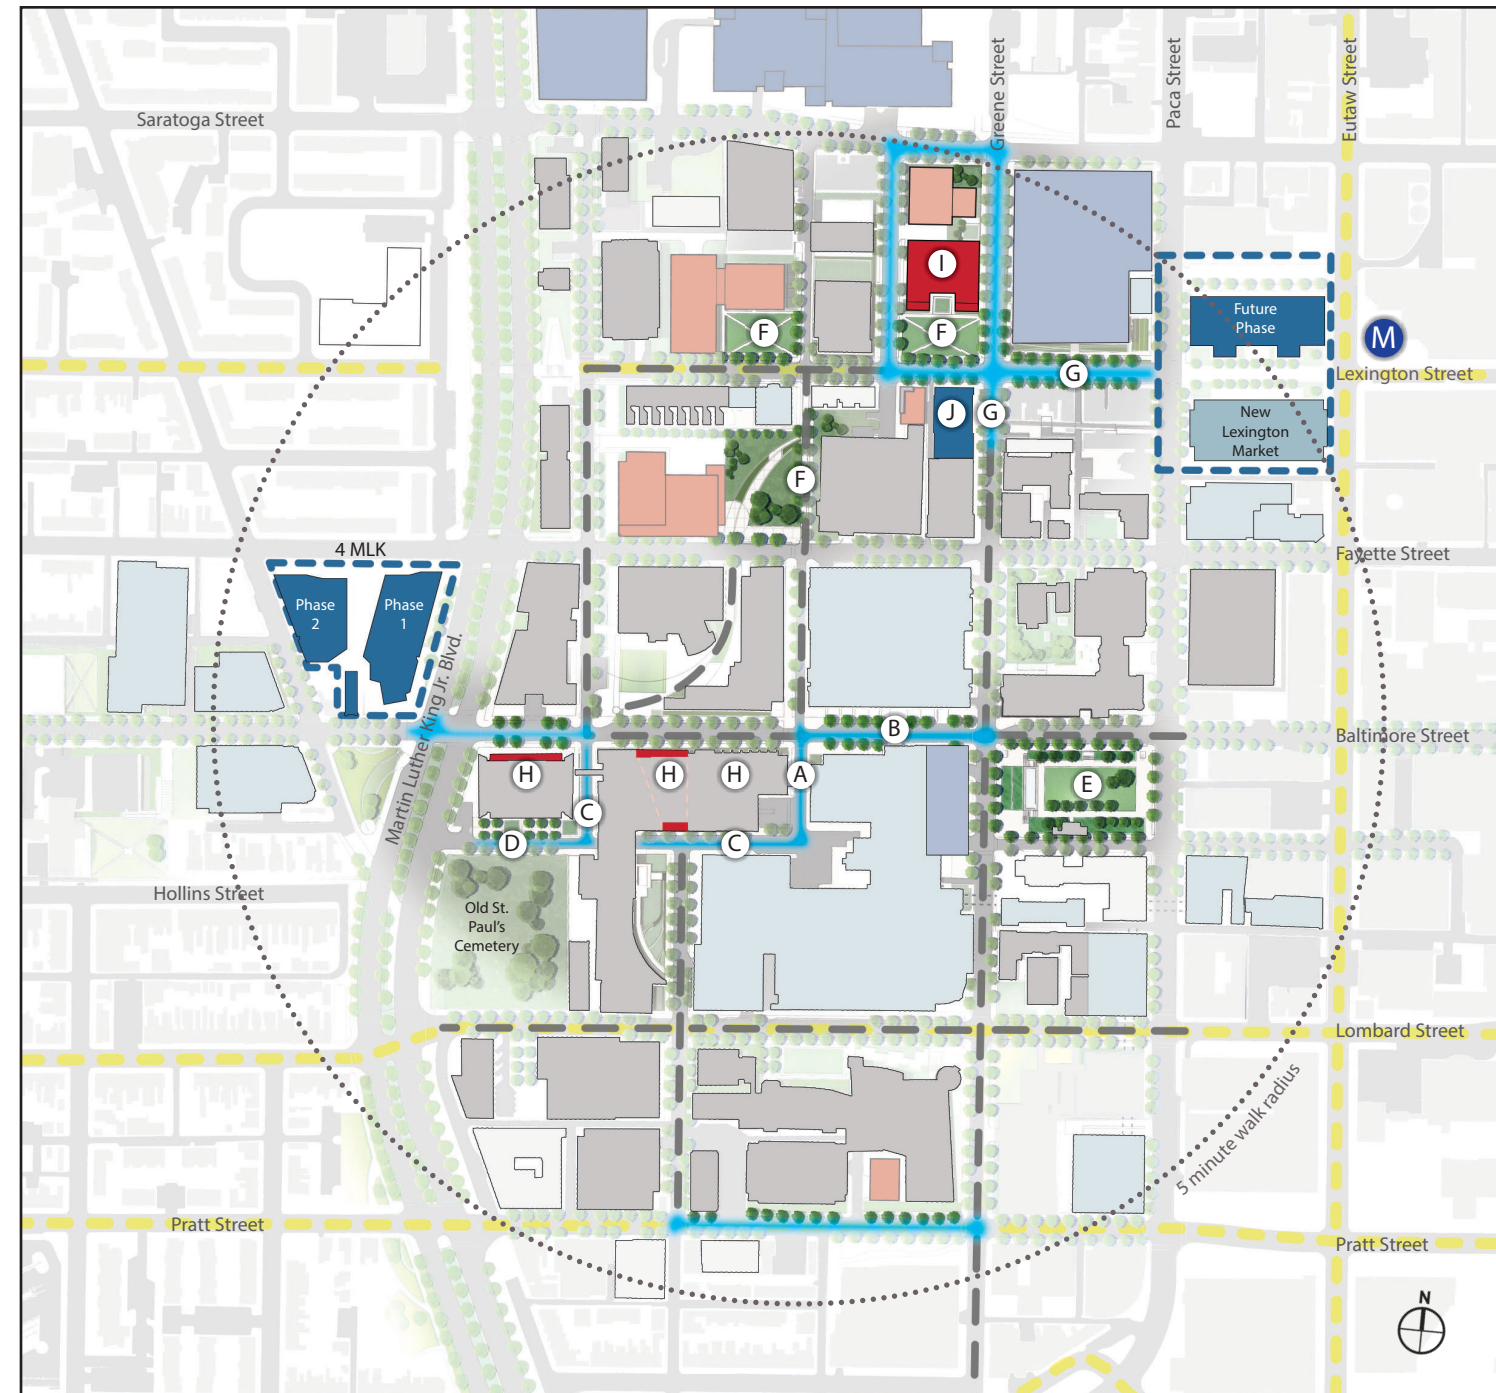 Greene Street
Paca Street
Eutaw Street
Saratoga Street
I
Future
Phase
F
F
M
G
Lexington Street
J
G
New
Lexington
Market
F
4 MLK
Fayette Street
Phase
2
Phase
1
Martin Luther King Jr. Blvd.
B
Baltimore Street
H
H
H
A
E
C
D
C
Hollins Street
Old St.
Paul's
Cemetery
Lombard Street
5 minute walk radius
Pratt Street
Pratt Street
N